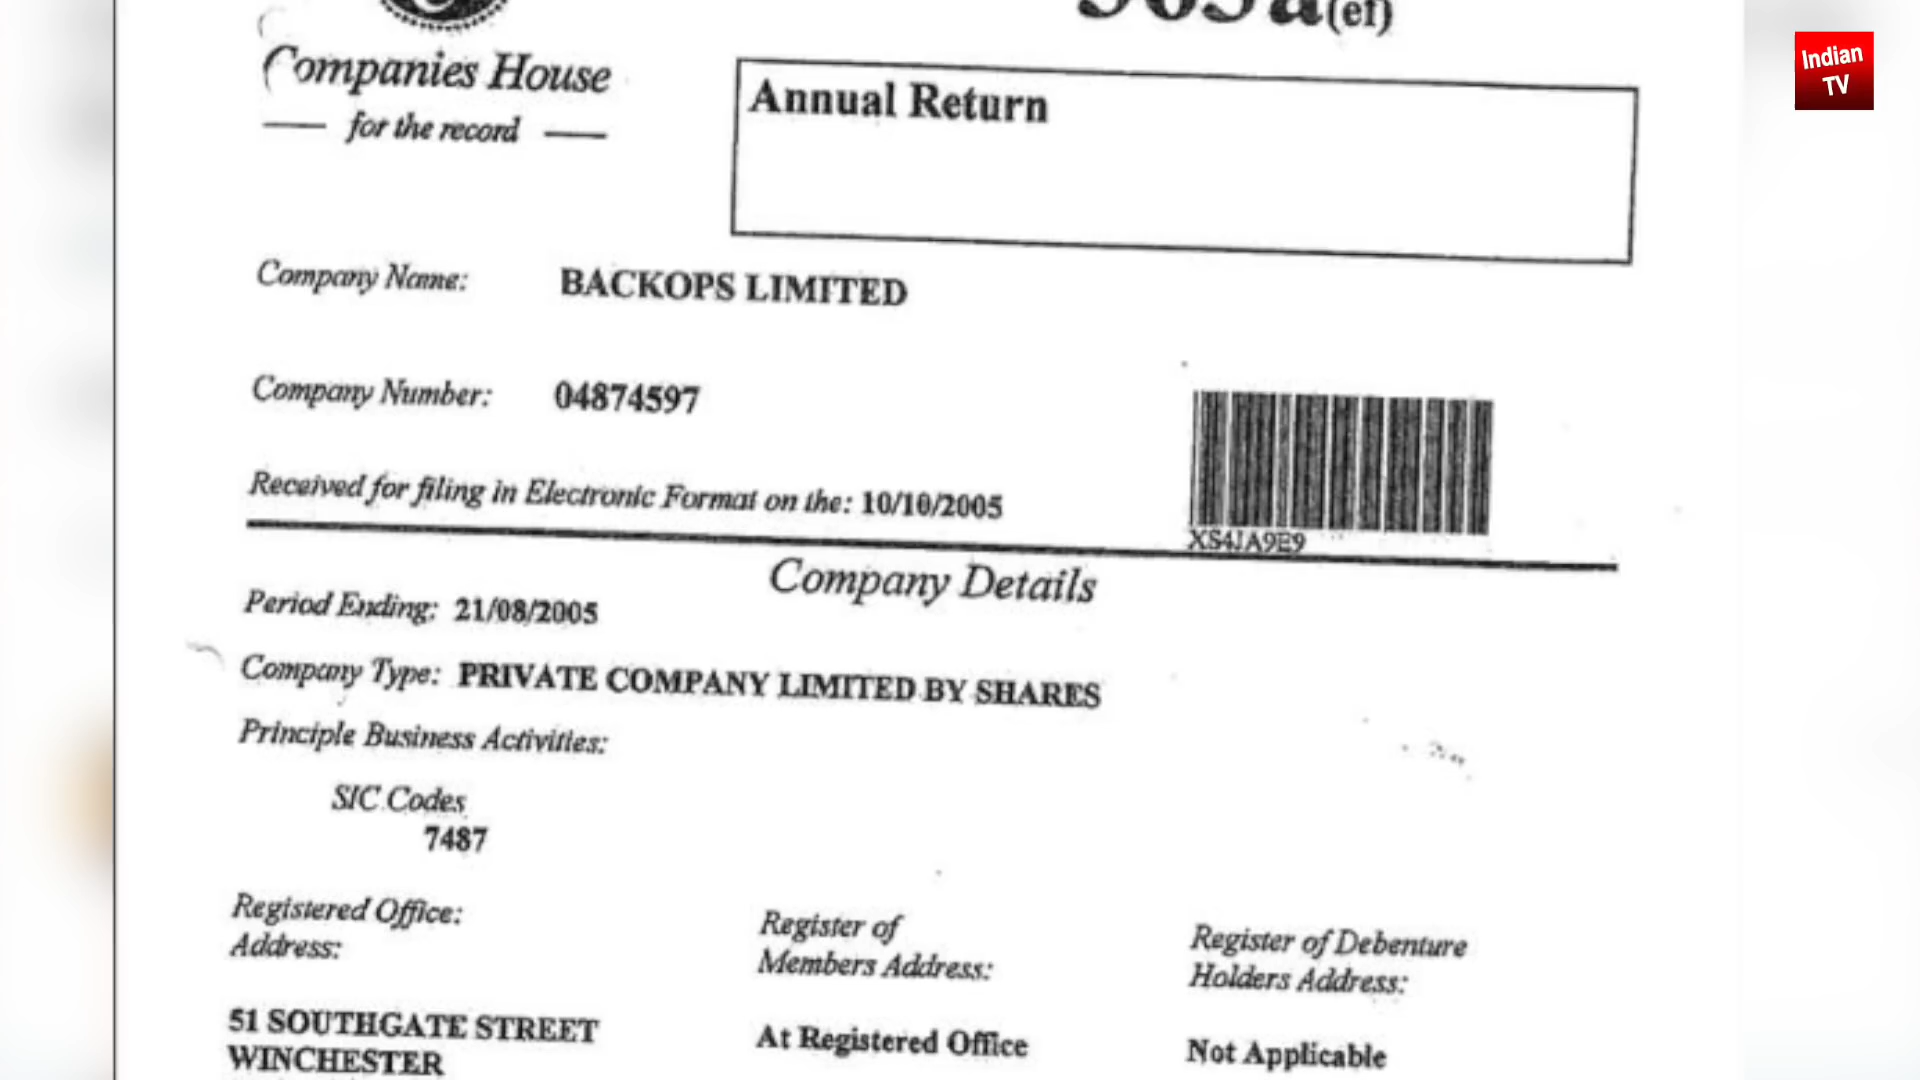 363a(ef)
Companies House
for the record
Annual Return
Company Name: BACKOPS LIMITED
Company Number: 04874597
Received for filing in Electronic Format on the: 10/10/2005
XS4JA9E9
Company Details
Period Ending: 21/08/2005
Company Type: PRIVATE COMPANY LIMITED BY SHARES
Principle Business Activities:
SIC Codes
7487
Registered Office: Address:
51 SOUTHGATE STREET
WINCHESTER
Register of
Members Address:
At Registered Office
Register of Debenture
Holders Address:
Not Applicable
Indian
TV